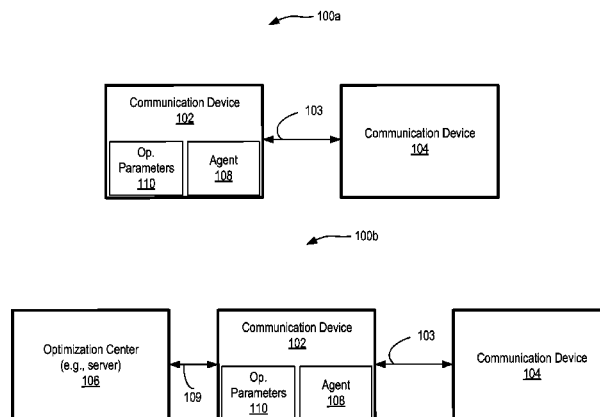 100a
Communication Device
102
103
Communication Device
104
Op.
Parameters
110
Agent
108
100b
Optimization Center
(e.g., server)
106
109
Communication Device
102
Op.
Parameters
110
Agent
108
103
Communication Device
104